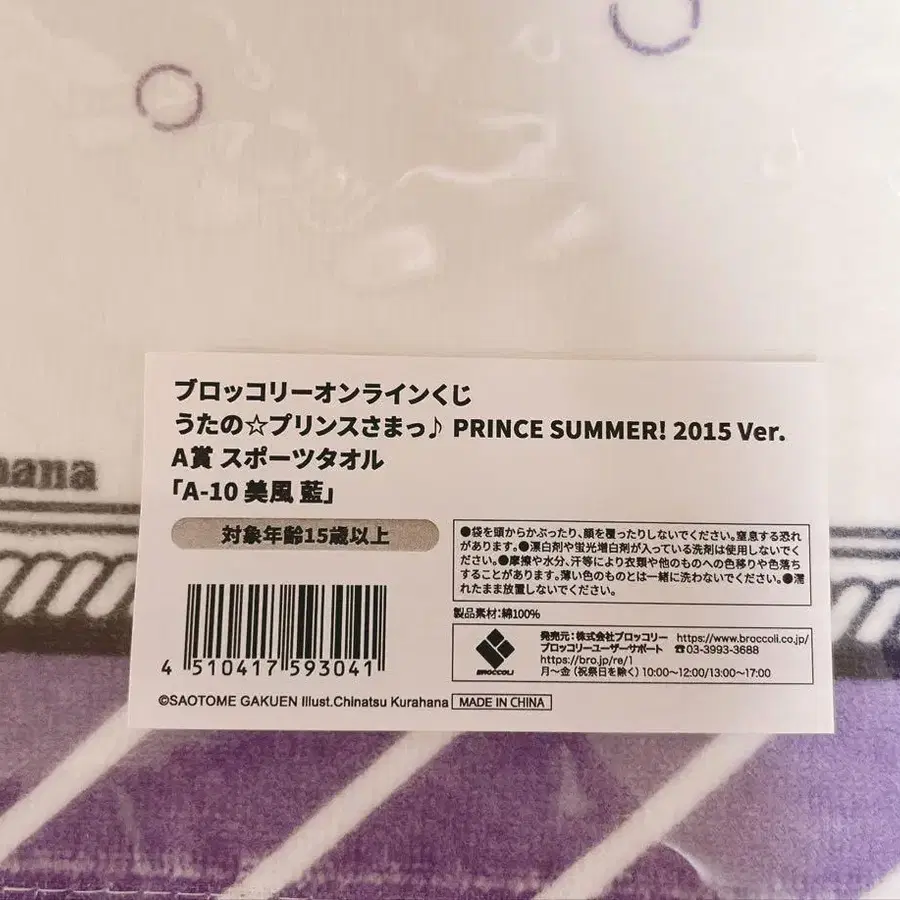 ブロッコリーオンラインくじ
うたの☆プリンスさまっ♪ PRINCE SUMMER! 2015 Ver.
A賞 スポーツタオル
「A-10 美風 藍」
対象年齢15歳以上
●袋を頭からかぶったり、顔を覆ったりしないでください。窒息する恐れ
があります。●漂白剤や蛍光増白剤が入っている洗剤は使用しないでくだ
さい。●摩擦や水分、汗等により衣類や他のものへの色移りや色落ち
することがあります。薄い色のものとは一緒に洗わないでください。●濡
れたまま放置しないでください。
製品素材:綿100%
BROCCOLI
発売元:株式会社ブロッコリー https://www.broccoli.co.jp/
ブロッコリーユーザーサポート ☎03-3993-3688
https://bro.jp/re/1
月~金(祝祭日を除く)10:00~12:00/13:00~17:00
4 510417 593041
©SAOTOME GAKUEN Illust.Chinatsu Kurahana
MADE IN CHINA